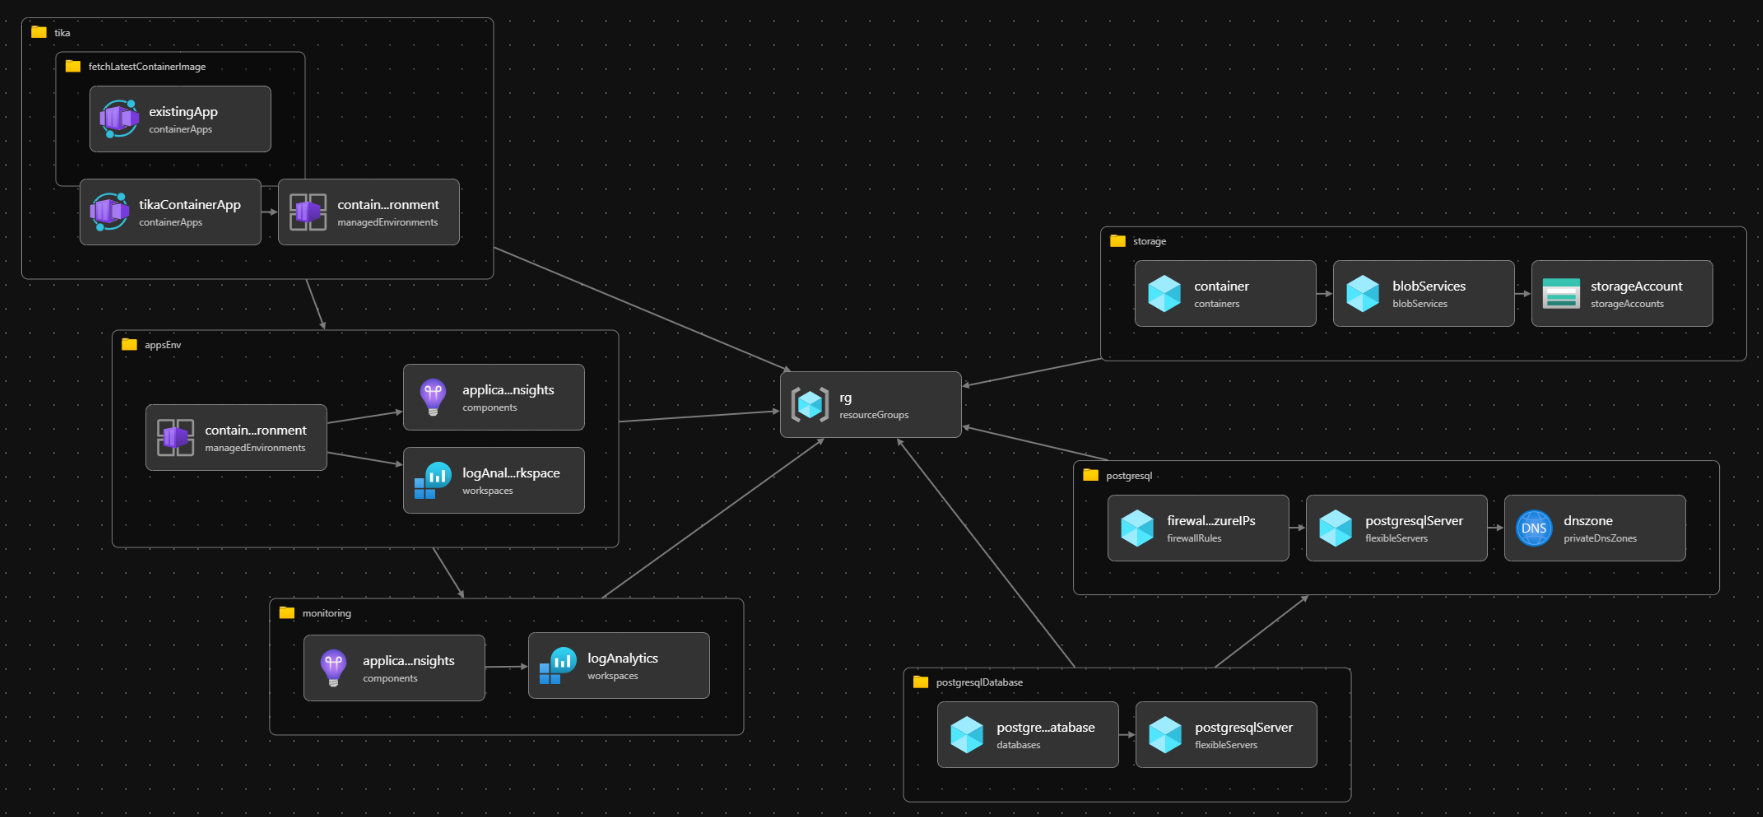 tika
fetchLatestContainerImage
existingApp
containerApps
tikaContainerApp
containerApps
contain...ronment
managedEnvironments
storage
container
containers
blobServices
blobServices
storageAccount
storageAccounts
appsEnv
contain...ronment
managedEnvironments
applica...nsights
components
logAnal...rkspace
workspaces
rg
resourceGroups
postgresql
firewal...zureIPs
firewallRules
postgresqlServer
flexibleServers
DNS
dnszone
privateDnsZones
monitoring
applica...nsights
components
logAnalytics
workspaces
postgresqlDatabase
postgre...atabase
databases
postgresqlServer
flexibleServers